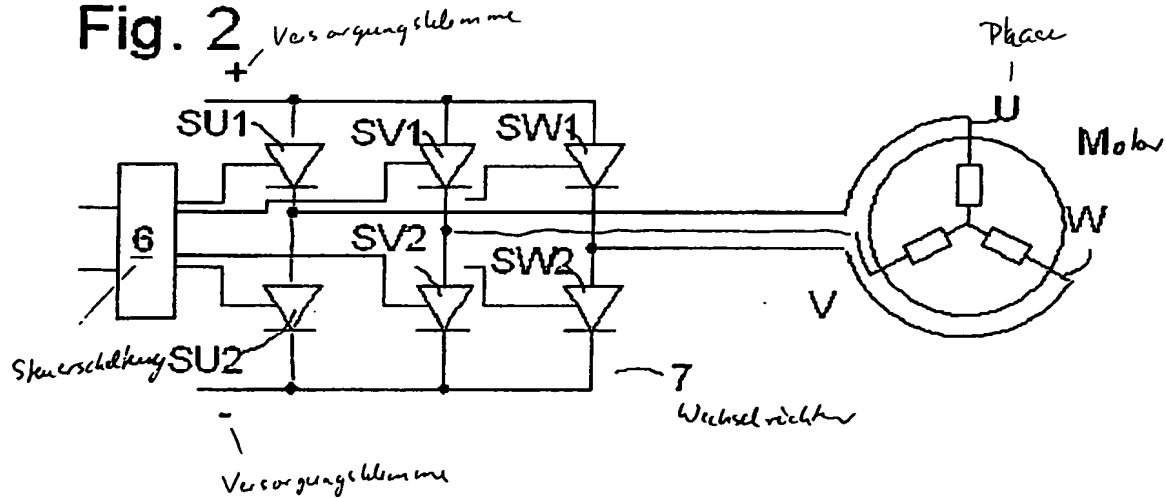 Fig. 2
Versorgungsklemme
+
Phase
U
Motor
SU1
SV1
SW1
6
W
SV2
SW2
V
Steuerschaltung
SU2
7
Wechselrichter
-
Versorgungsklemme